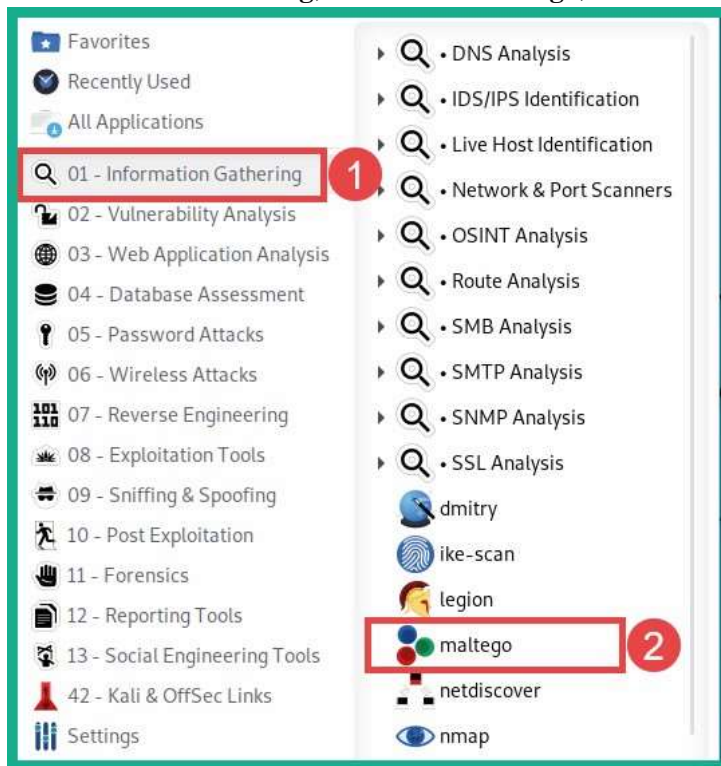 Favorites
Recently Used
All Applications
01 - Information Gathering
1
02 - Vulnerability Analysis
03 - Web Application Analysis
04 - Database Assessment
05 - Password Attacks
06 - Wireless Attacks
07 - Reverse Engineering
08 - Exploitation Tools
09 - Sniffing & Spoofing
10 - Post Exploitation
11 - Forensics
12 - Reporting Tools
13 - Social Engineering Tools
42 - Kali & OffSec Links
Settings
• DNS Analysis
• IDS/IPS Identification
• Live Host Identification
• Network & Port Scanners
• OSINT Analysis
• Route Analysis
• SMB Analysis
• SMTP Analysis
• SNMP Analysis
• SSL Analysis
dmitry
ike-scan
legion
maltego
2
netdiscover
nmap